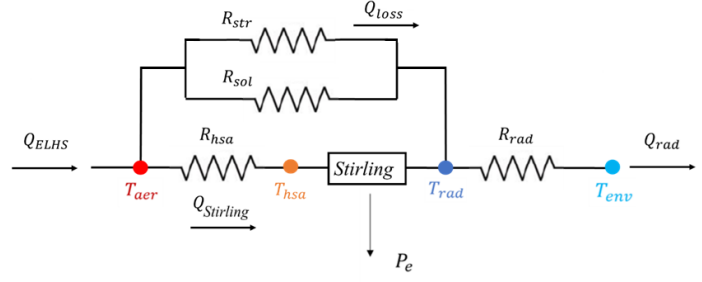 R_str
Q_loss
R_sol
Q_ELHS
R_hsa
R_rad
Q_rad
Stirling
T_aer
T_hsa
T_rad
T_env
Q_Stirling
P_e